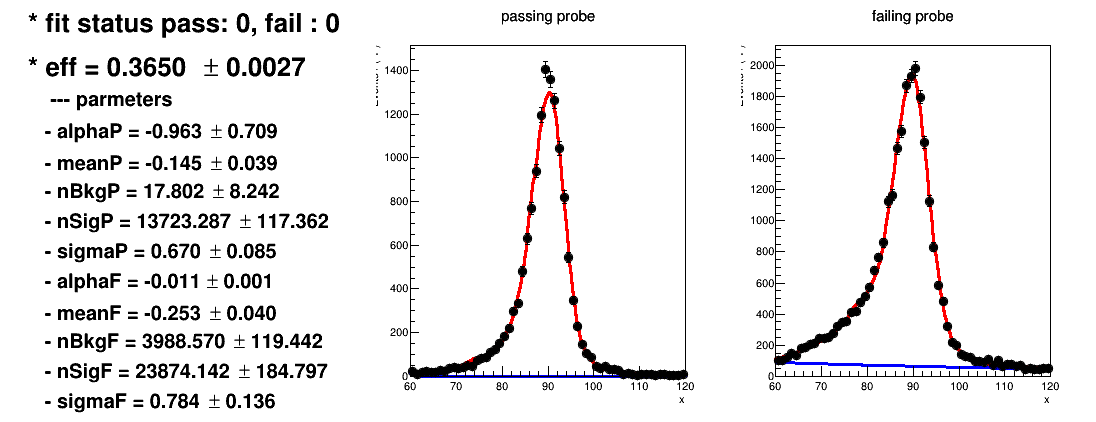 * fit status pass: 0, fail : 0
* eff = 0.3650 ± 0.0027
--- parmeters
- alphaP = -0.963 ± 0.709
- meanP = -0.145 ± 0.039
- nBkgP = 17.802 ± 8.242
- nSigP = 13723.287 ± 117.362
- sigmaP = 0.670 ± 0.085
- alphaF = -0.011 ± 0.001
- meanF = -0.253 ± 0.040
- nBkgF = 3988.570 ± 119.442
- nSigF = 23874.142 ± 184.797
- sigmaF = 0.784 ± 0.136
passing probe
1400
1200
1000
800
600
400
200
0
60 70 80 90 100 110 120
x
failing probe
2000
1800
1600
1400
1200
1000
800
600
400
200
0
60 70 80 90 100 110 120
x